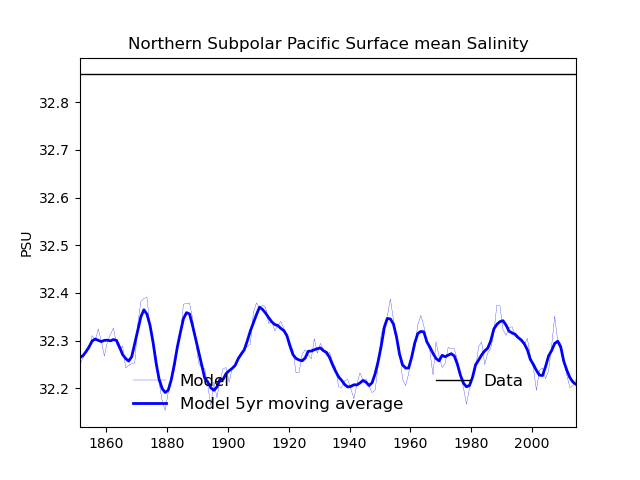 Northern Subpolar Pacific Surface mean Salinity
32.8
32.7
32.6
32.5
32.4
32.3
32.2
PSU
Model
Data
Model 5yr moving average
1860 1880 1900 1920 1940 1960 1980 2000